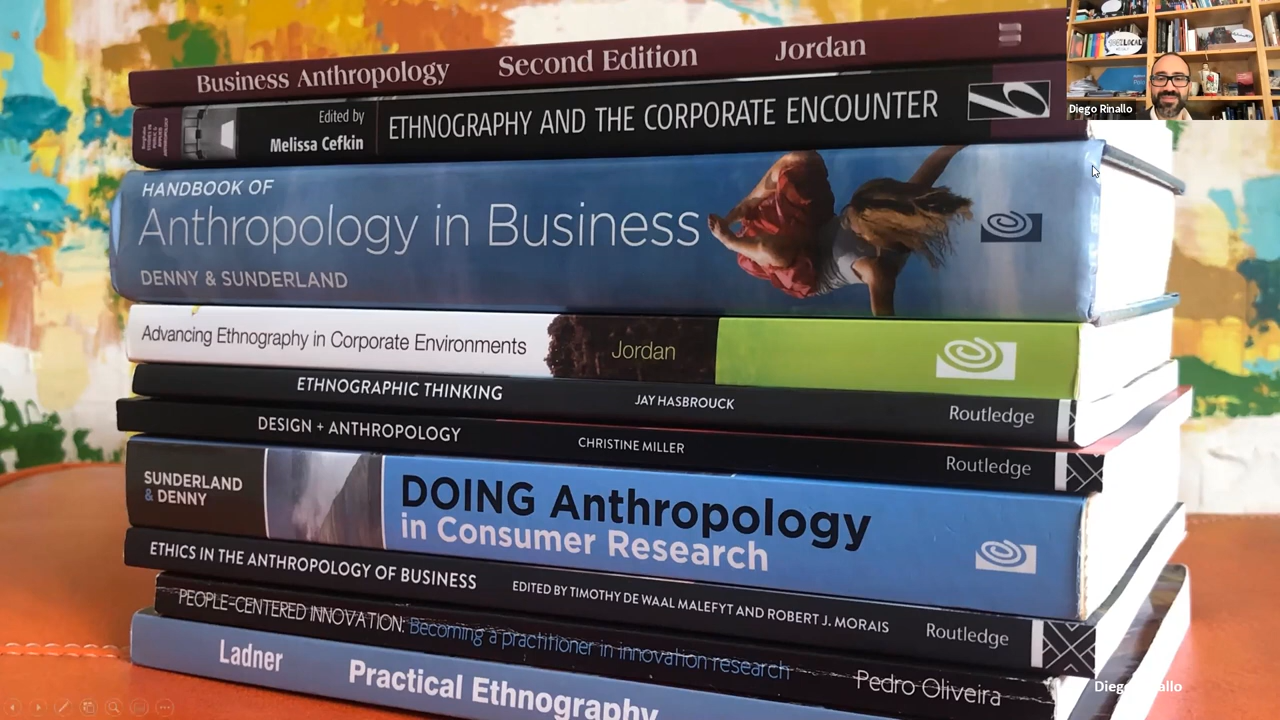 Business Anthropology Second Edition Jordan
Edited by
Melissa Cefkin
ETHNOGRAPHY AND THE CORPORATE ENCOUNTER
Diego Rinallo
HANDBOOK OF
Anthropology in Business
DENNY & SUNDERLAND
Advancing Ethnography in Corporate Environments Jordan
ETHNOGRAPHIC THINKING JAY HASBROUCK Routledge
DESIGN + ANTHROPOLOGY CHRISTINE MILLER Routledge
SUNDERLAND
& DENNY
DOING Anthropology
in Consumer Research
ETHICS IN THE ANTHROPOLOGY OF BUSINESS EDITED BY TIMOTHY DE WAAL MALEFYT AND ROBERT J. MORAIS Routledge
PEOPLE-CENTERED INNOVATION: Becoming a practitioner in innovation research Pedro Oliveira
Ladner Practical Ethnography
Diego Rinallo